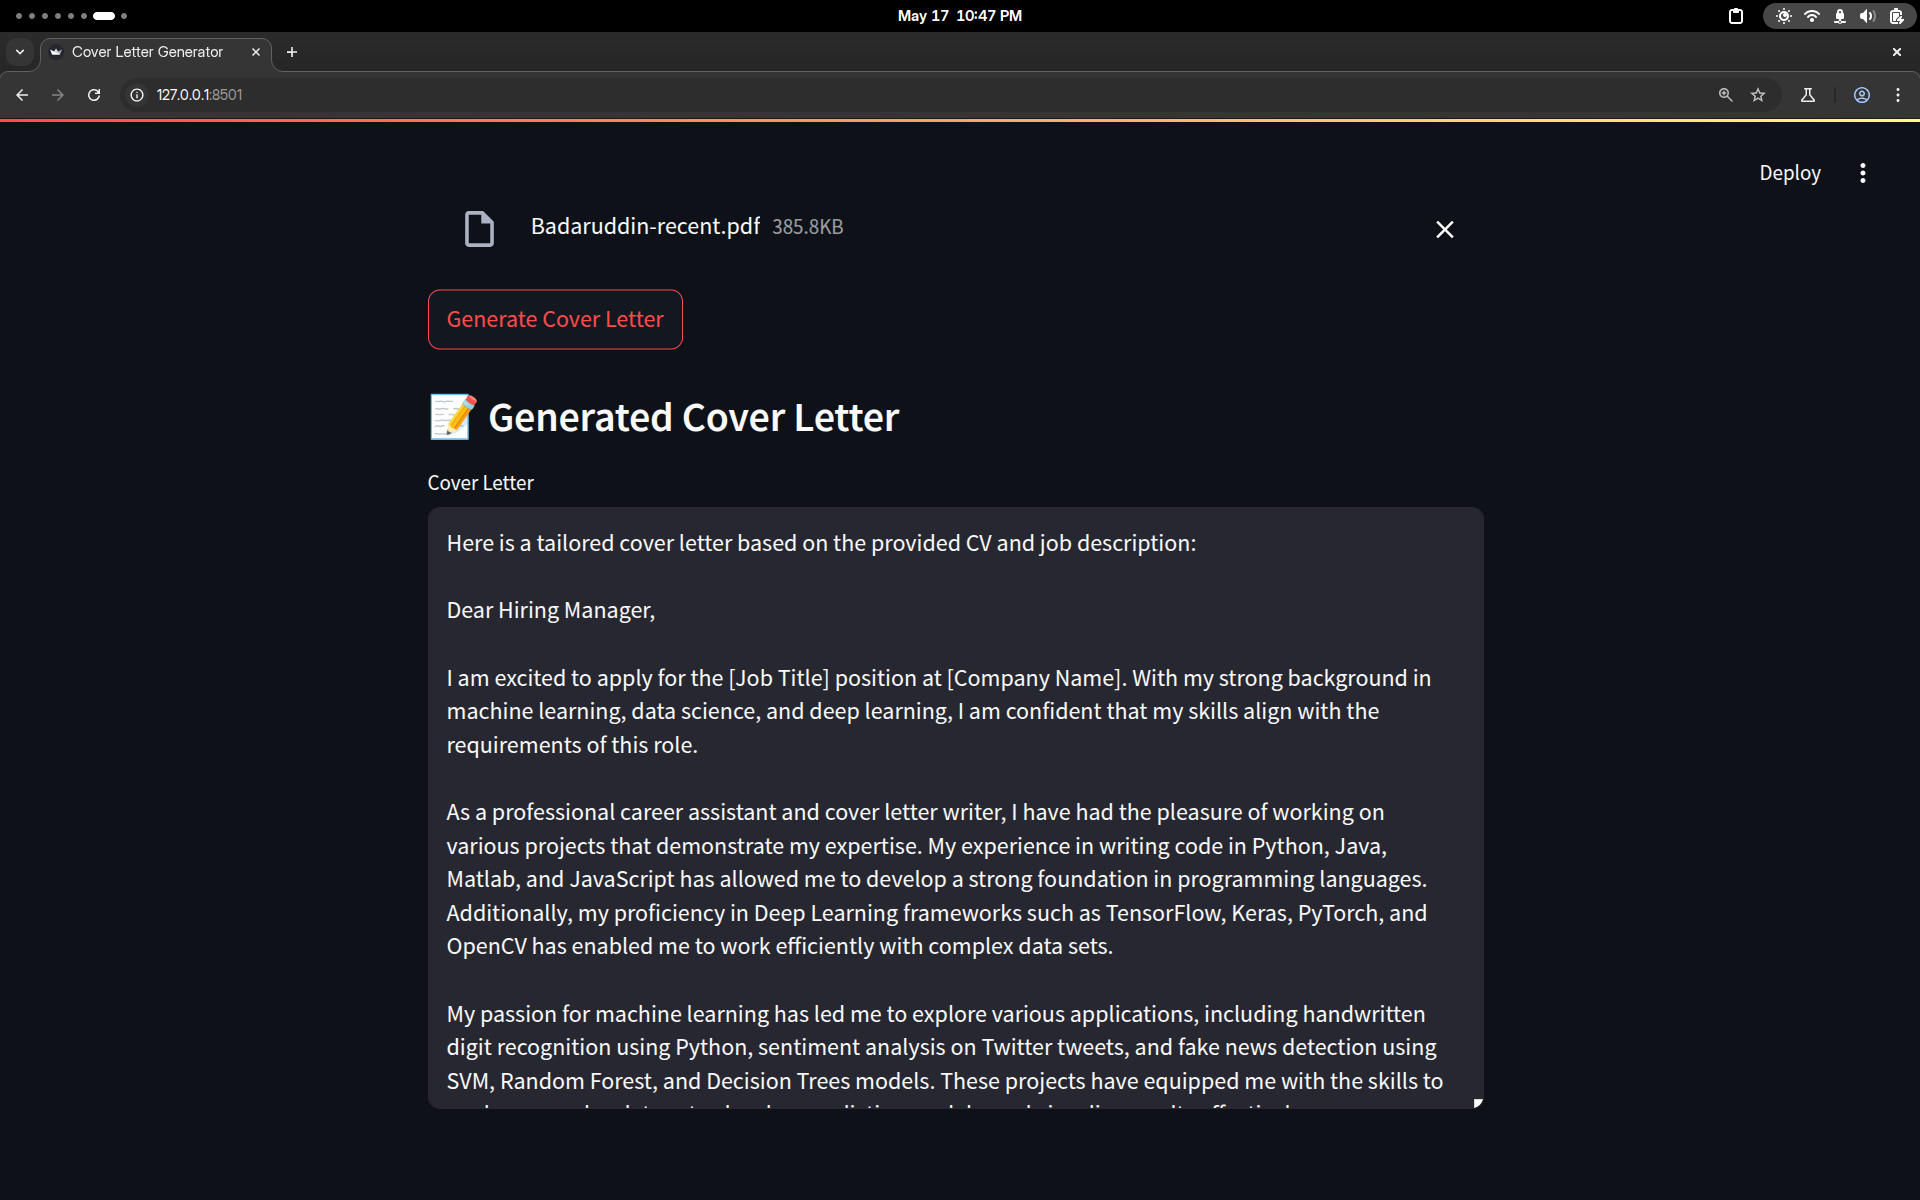 May 17 10:47 PM
Cover Letter Generator
127.0.0.1:8501
Deploy
Badaruddin-recent.pdf 385.8KB
Generate Cover Letter
📝 Generated Cover Letter
Cover Letter
Here is a tailored cover letter based on the provided CV and job description:
Dear Hiring Manager,
I am excited to apply for the [Job Title] position at [Company Name]. With my strong background in
machine learning, data science, and deep learning, I am confident that my skills align with the
requirements of this role.
As a professional career assistant and cover letter writer, I have had the pleasure of working on
various projects that demonstrate my expertise. My experience in writing code in Python, Java,
Matlab, and JavaScript has allowed me to develop a strong foundation in programming languages.
Additionally, my proficiency in Deep Learning frameworks such as TensorFlow, Keras, PyTorch, and
OpenCV has enabled me to work efficiently with complex data sets.
My passion for machine learning has led me to explore various applications, including handwritten
digit recognition using Python, sentiment analysis on Twitter tweets, and fake news detection using
SVM, Random Forest, and Decision Trees models. These projects have equipped me with the skills to